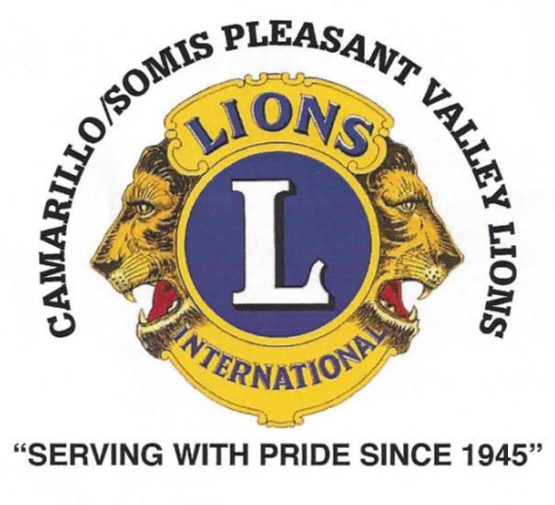 CAMARILLO/SOMIS PLEASANT VALLEY LIONS
LIONS
L
INTERNATIONAL
“SERVING WITH PRIDE SINCE 1945”